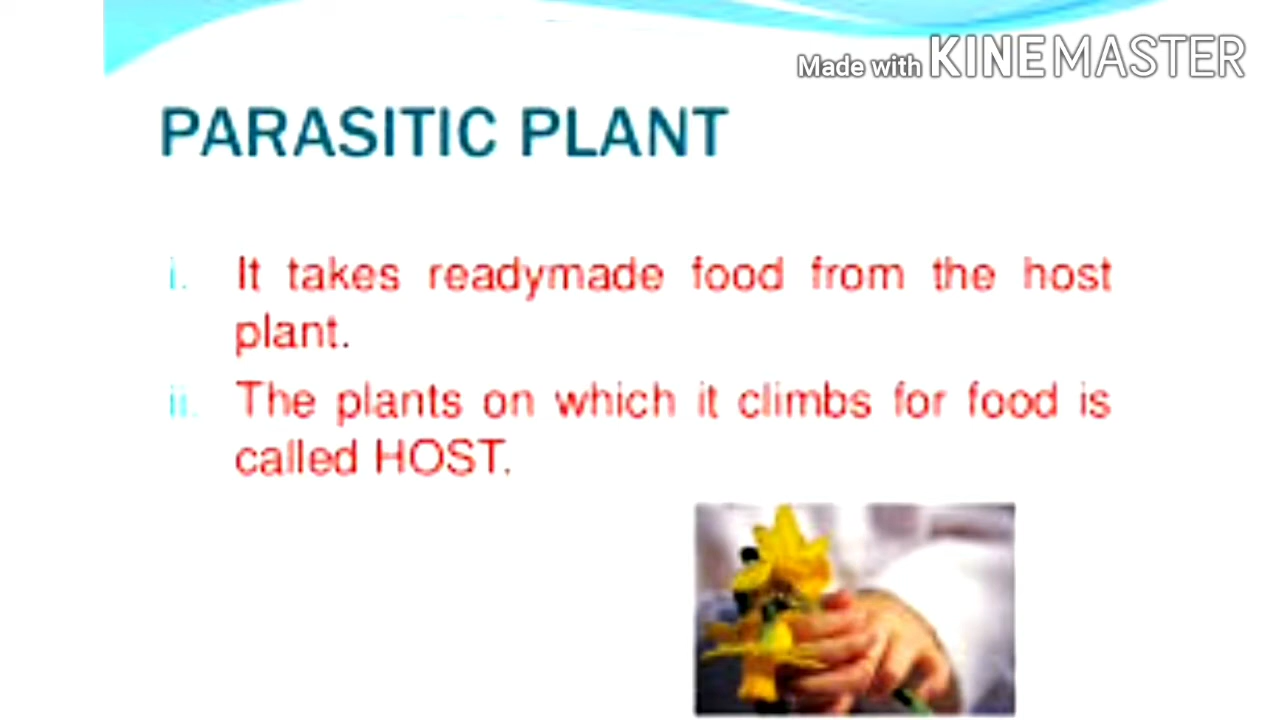 Made with KINEMASTER
PARASITIC PLANT
i. It takes readymade food from the host
plant.
ii. The plants on which it climbs for food is
called HOST.